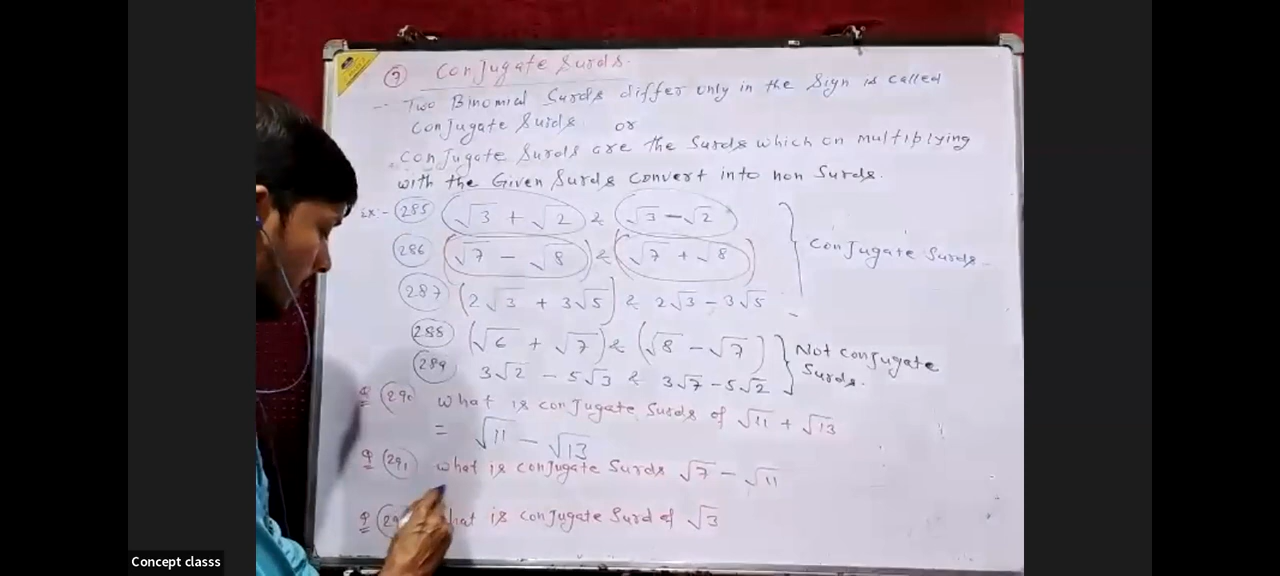 7 Conjugate Surds.
Two Binomial Surds differ only in the Sign is called
Conjugate Surds. or
Conjugate Surds are the Surds which on multiplying
with the Given Surds convert into non Surds.
Ex:- 285 √3 + √2 & √3 - √2
286 (√7 - √8) & (√7 + √8)
Conjugate Surds
287 (2√3 + 3√5) & 2√3 - 3√5
288 (√6 + √7) & (√8 - √7)
Not conjugate
Surds.
289 3√2 - 5√3 & 3√7 - 5√2
Q 290 What is conjugate Surds of √11 + √13
= √11 - √13
Q 291 What is conjugate Surds √7 - √11
Q is conjugate Surd of √3
Concept classs